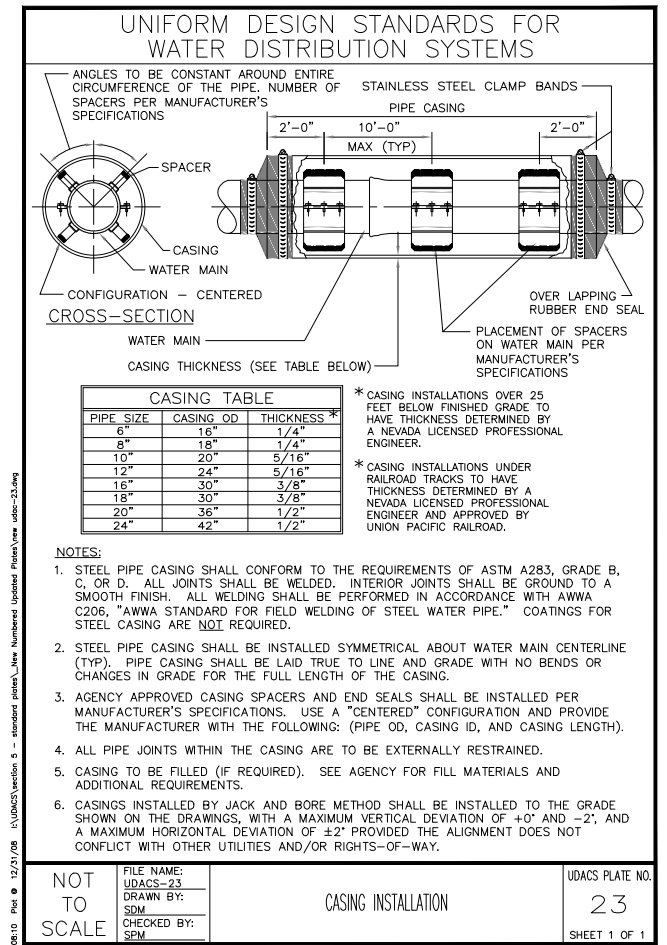 UNIFORM DESIGN STANDARDS FOR
WATER DISTRIBUTION SYSTEMS
ANGLES TO BE CONSTANT AROUND ENTIRE
CIRCUMFERENCE OF THE PIPE. NUMBER OF
SPACERS PER MANUFACTURER'S
SPECIFICATIONS
STAINLESS STEEL CLAMP BANDS
PIPE CASING
2'-0"
10'-0"
2'-0"
MAX (TYP)
SPACER
CASING
WATER MAIN
CONFIGURATION - CENTERED
CROSS-SECTION
OVER LAPPING
RUBBER END SEAL
WATER MAIN
PLACEMENT OF SPACERS
ON WATER MAIN PER
MANUFACTURER'S
SPECIFICATIONS
CASING THICKNESS (SEE TABLE BELOW)
CASING TABLE
PIPE SIZE CASING OD THICKNESS *
6" 16" 1/4"
8" 18" 1/4"
10" 20" 5/16"
12" 24" 5/16"
16" 30" 3/8"
18" 30" 3/8"
20" 36" 1/2"
24" 42" 1/2"
* CASING INSTALLATIONS OVER 25
FEET BELOW FINISHED GRADE TO
HAVE THICKNESS DETERMINED BY
A NEVADA LICENSED PROFESSIONAL
ENGINEER.
* CASING INSTALLATIONS UNDER
RAILROAD TRACKS TO HAVE
THICKNESS DETERMINED BY A
NEVADA LICENSED PROFESSIONAL
ENGINEER AND APPROVED BY
UNION PACIFIC RAILROAD.
NOTES:
1. STEEL PIPE CASING SHALL CONFORM TO THE REQUIREMENTS OF ASTM A283, GRADE B,
C, OR D. ALL JOINTS SHALL BE WELDED. INTERIOR JOINTS SHALL BE GROUND TO A
SMOOTH FINISH. ALL WELDING SHALL BE PERFORMED IN ACCORDANCE WITH AWWA
C206, "AWWA STANDARD FOR FIELD WELDING OF STEEL WATER PIPE." COATINGS FOR
STEEL CASING ARE NOT REQUIRED.
2. STEEL PIPE CASING SHALL BE INSTALLED SYMMETRICAL ABOUT WATER MAIN CENTERLINE
(TYP). PIPE CASING SHALL BE LAID TRUE TO LINE AND GRADE WITH NO BENDS OR
CHANGES IN GRADE FOR THE FULL LENGTH OF THE CASING.
3. AGENCY APPROVED CASING SPACERS AND END SEALS SHALL BE INSTALLED PER
MANUFACTURER'S SPECIFICATIONS. USE A "CENTERED" CONFIGURATION AND PROVIDE
THE MANUFACTURER WITH THE FOLLOWING: (PIPE OD, CASING ID, AND CASING LENGTH).
4. ALL PIPE JOINTS WITHIN THE CASING ARE TO BE EXTERNALLY RESTRAINED.
5. CASING TO BE FILLED (IF REQUIRED). SEE AGENCY FOR FILL MATERIALS AND
ADDITIONAL REQUIREMENTS.
6. CASINGS INSTALLED BY JACK AND BORE METHOD SHALL BE INSTALLED TO THE GRADE
SHOWN ON THE DRAWINGS, WITH A MAXIMUM VERTICAL DEVIATION OF +0° AND -2°, AND
A MAXIMUM HORIZONTAL DEVIATION OF ±2° PROVIDED THE ALIGNMENT DOES NOT
CONFLICT WITH OTHER UTILITIES AND/OR RIGHTS-OF-WAY.
NOT
TO
SCALE
FILE NAME:
UDACS-23
DRAWN BY:
SDM
CHECKED BY:
SPM
CASING INSTALLATION
UDACS PLATE NO.
23
SHEET 1 OF 1
08:10 Plot @ 12/31/08 I:\UDACS\section 5 - standard plates\_New Numbered Updated Plates\new udac-23.dwg